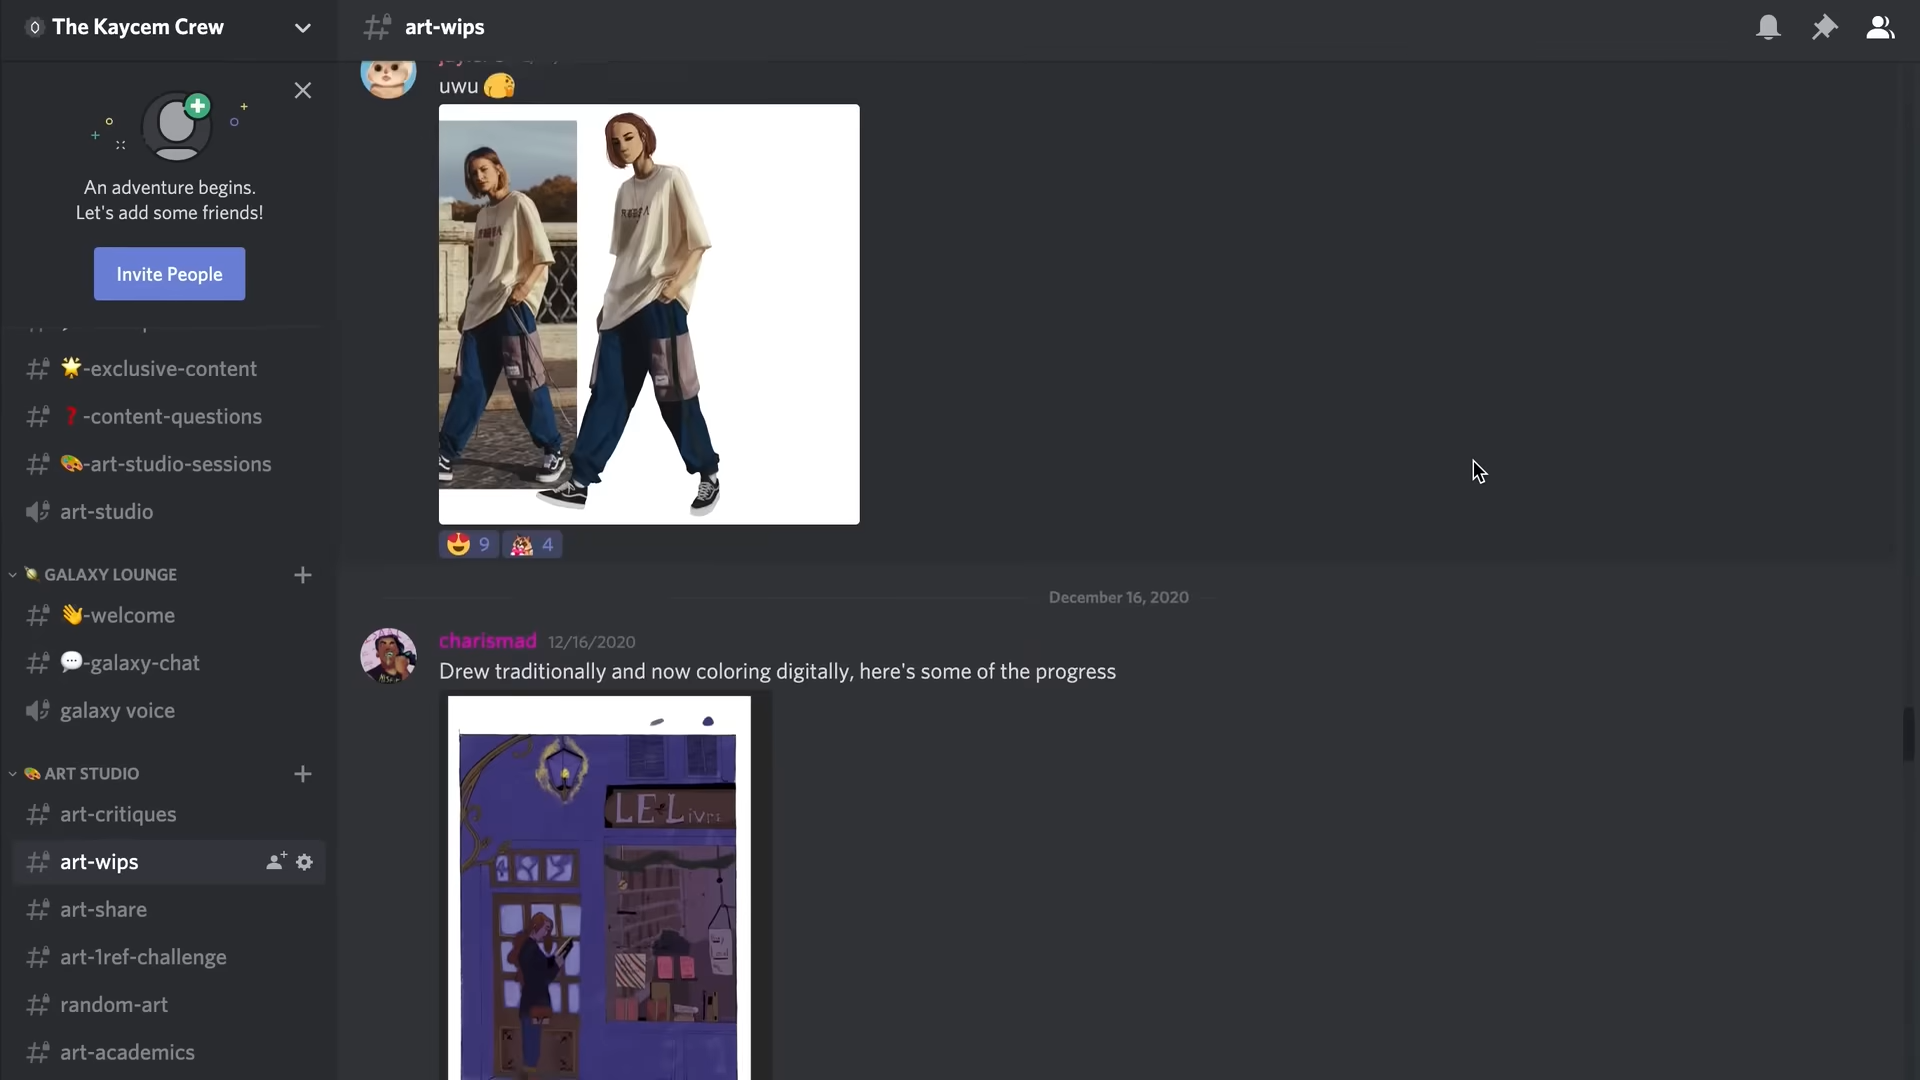 The Kaycem Crew
art-wips
An adventure begins.
Let's add some friends!
Invite People
-exclusive-content
-content-questions
-art-studio-sessions
art-studio
GALAXY LOUNGE
-welcome
-galaxy-chat
galaxy voice
ART STUDIO
art-critiques
art-wips
art-share
art-1ref-challenge
random-art
art-academics
uwu
9
4
December 16, 2020
charismad 12/16/2020
Drew traditionally and now coloring digitally, here's some of the progress
LE Livre